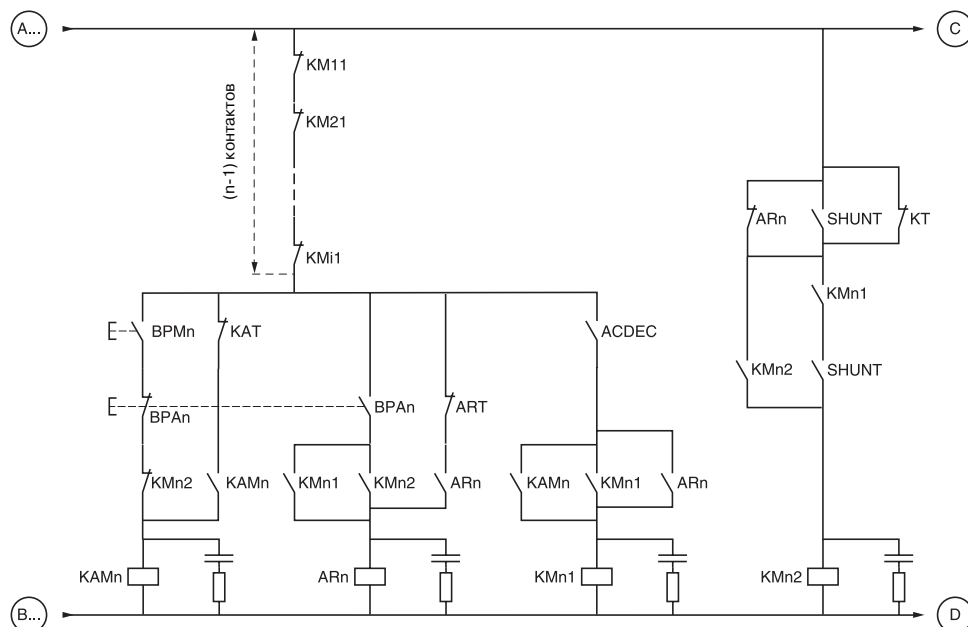 A...
C
KM11
(n-1) контактов
KM21
ARn
SHUNT
KT
KMi1
KMn1
BPMn
KAT
ACDEC
KMn2
SHUNT
BPAn
BPAn
ART
KMn2
KAMn
KMn1
KMn2
ARn
KAMn
KMn1
ARn
KAMn
ARn
KMn1
KMn2
B...
D